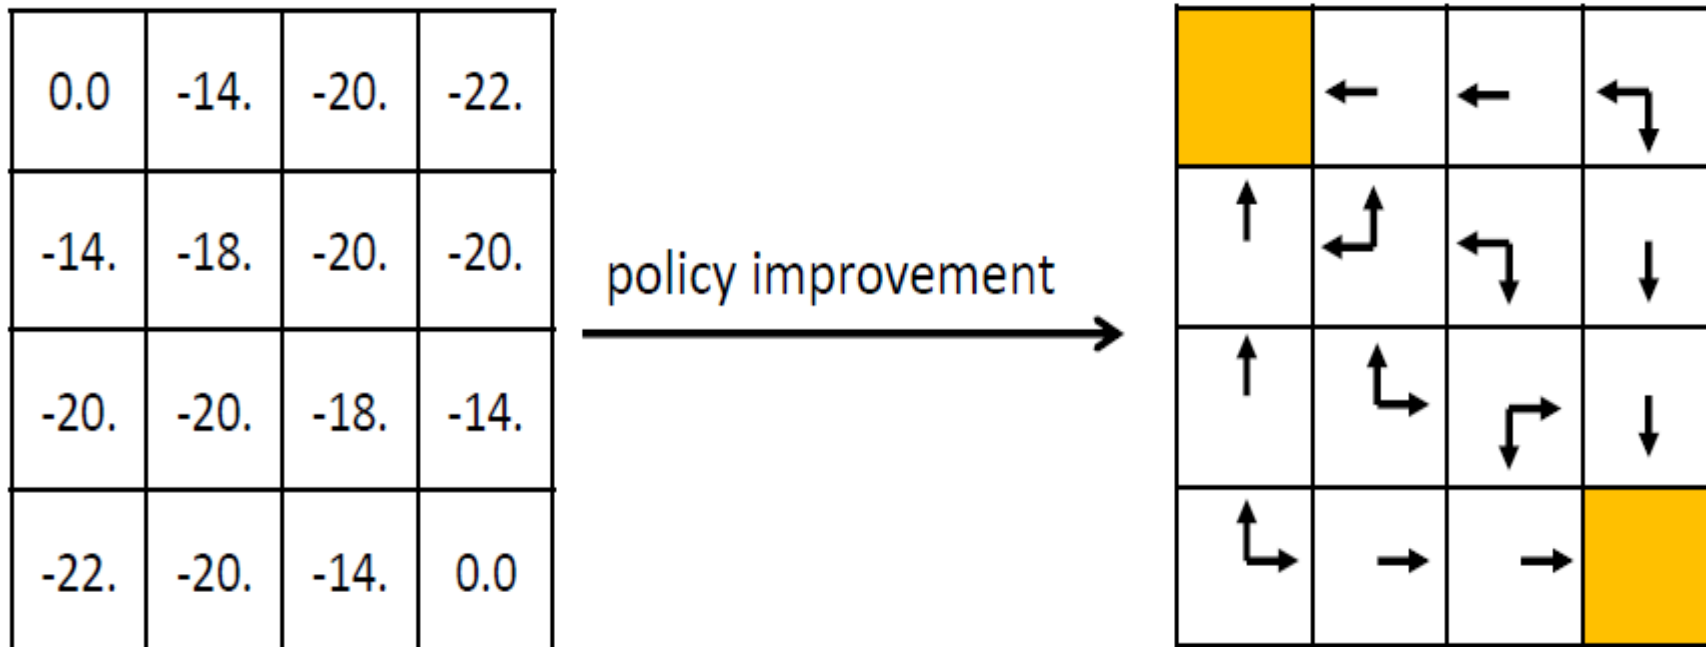 0.0 -14. -20. -22.
-14. -18. -20. -20.
policy improvement
-20. -20. -18. -14.
-22. -20. -14. 0.0